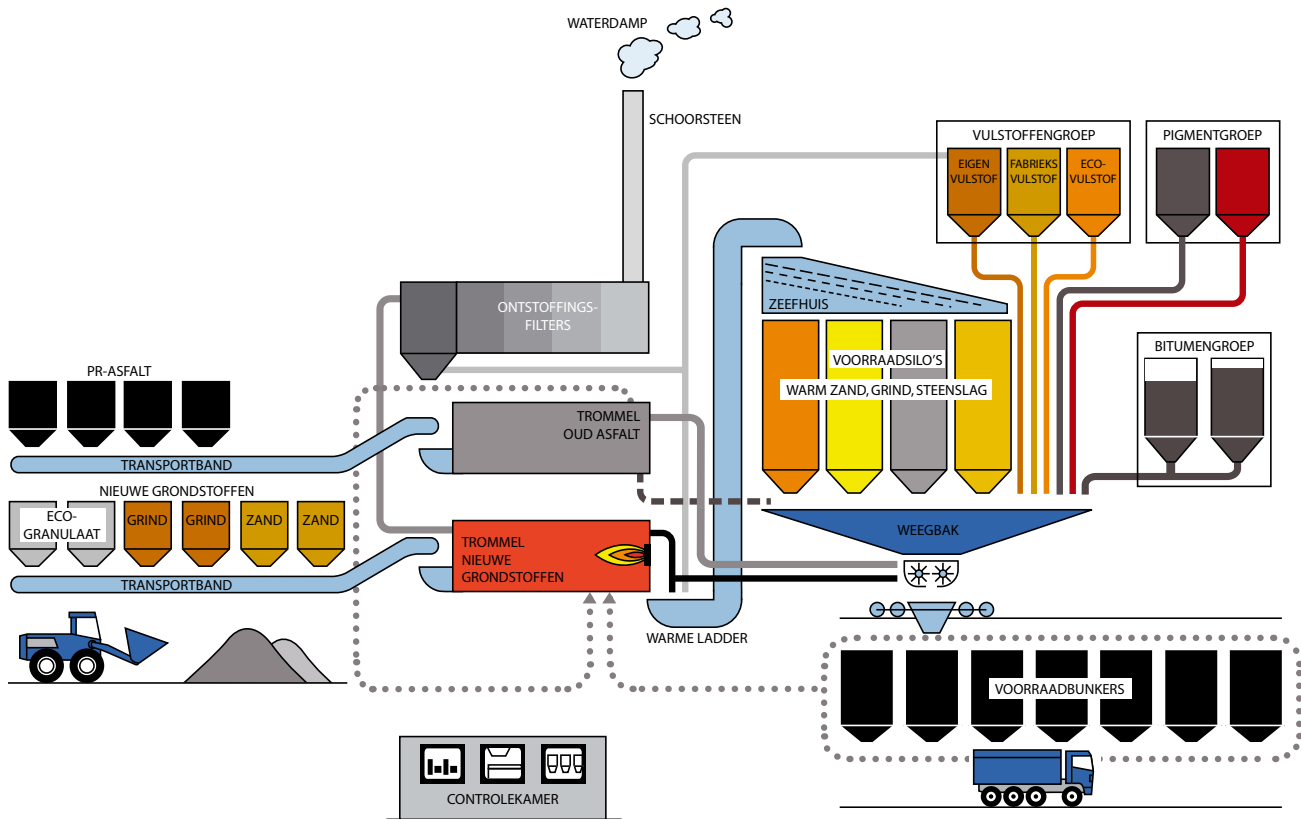 WATERDAMP
SCHOORSTEEN
VULSTOFFENGROEP
PIGMENTGROEP
EIGEN
VULSTOF
FABRIEKS
VULSTOF
ECO-
VULSTOF
ONTSTOFFINGS-
FILTERS
ZEEFHUIS
VOORRAADSILO'S
WARM ZAND, GRIND, STEENSLAG
BITUMENGROEP
PR-ASFALT
TROMMEL
OUD ASFALT
TRANSPORTBAND
NIEUWE GRONDSTOFFEN
ECO-
GRANULAAT
GRIND
GRIND
ZAND
ZAND
WEEGBAK
TROMMEL
NIEUWE
GRONDSTOFFEN
TRANSPORTBAND
WARME LADDER
VOORRAADBUNKERS
CONTROLEKAMER